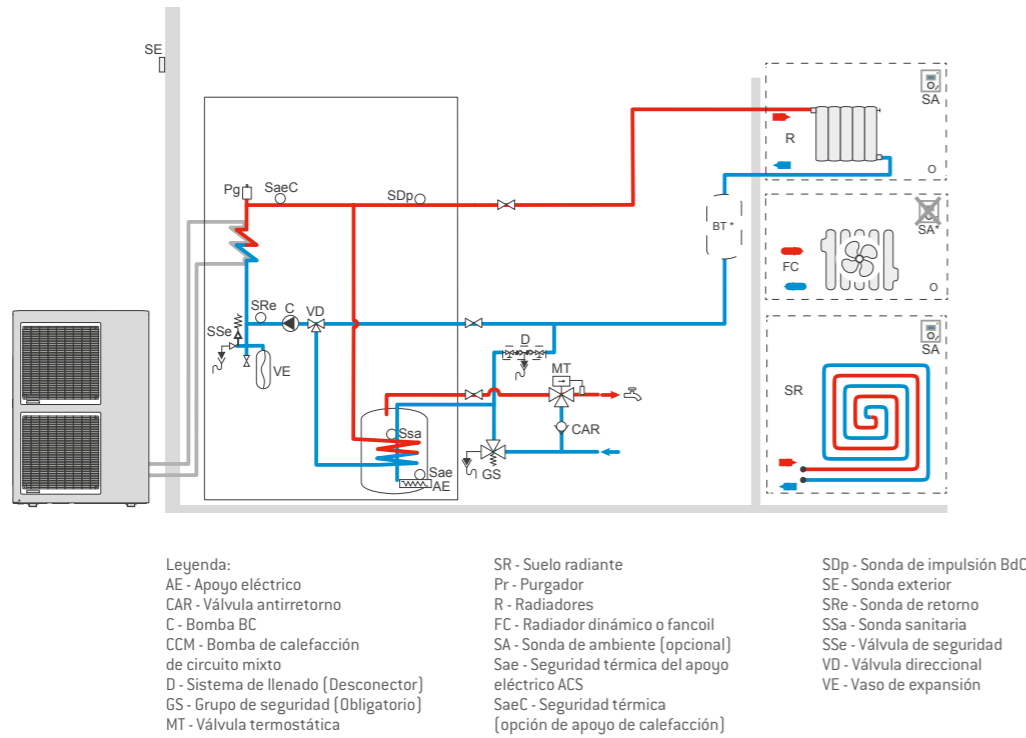 SE
SA
R
Pg
SaeC
SDp
O
BT *
SA*
FC
O
SRe
C
VD
SSe
D
VE
MT
SA
SR
CAR
Ssa
Sae
AE
GS
Leyenda:
AE - Apoyo eléctrico
CAR - Válvula antirretorno
C - Bomba BC
CCM - Bomba de calefacción
de circuito mixto
D - Sistema de llenado (Desconector)
GS - Grupo de seguridad (Obligatorio)
MT - Válvula termostática
SR - Suelo radiante
Pr - Purgador
R - Radiadores
FC - Radiador dinámico o fancoil
SA - Sonda de ambiente (opcional)
Sae - Seguridad térmica del apoyo
eléctrico ACS
SaeC - Seguridad térmica
(opción de apoyo de calefacción)
SDp - Sonda de impulsión BdC
SE - Sonda exterior
SRe - Sonda de retorno
SSa - Sonda sanitaria
SSe - Válvula de seguridad
VD - Válvula direccional
VE - Vaso de expansión